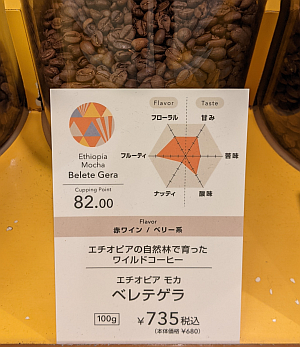 Flavor
Taste
フローラル
甘み
フルーティ
苦味
ナッティ
酸味
Ethiopia
Mocha
Belete Gera
Cupping Point
82.00
Flavor
赤ワイン / ベリー系
エチオピアの自然林で育った
ワイルドコーヒー
エチオピア モカ
ベレテゲラ
100g
¥735税込
(本体価格 ¥680)